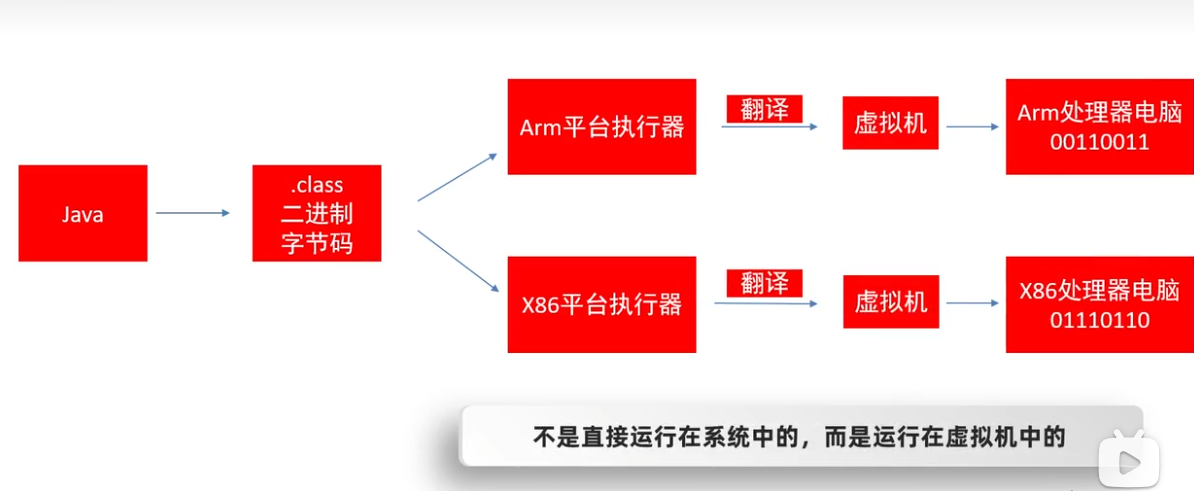 Java
.class
二进制
字节码
Arm平台执行器
翻译
虚拟机
Arm处理器电脑
00110011
X86平台执行器
翻译
虚拟机
X86处理器电脑
01110110
不是直接运行在系统中的，而是运行在虚拟机中的